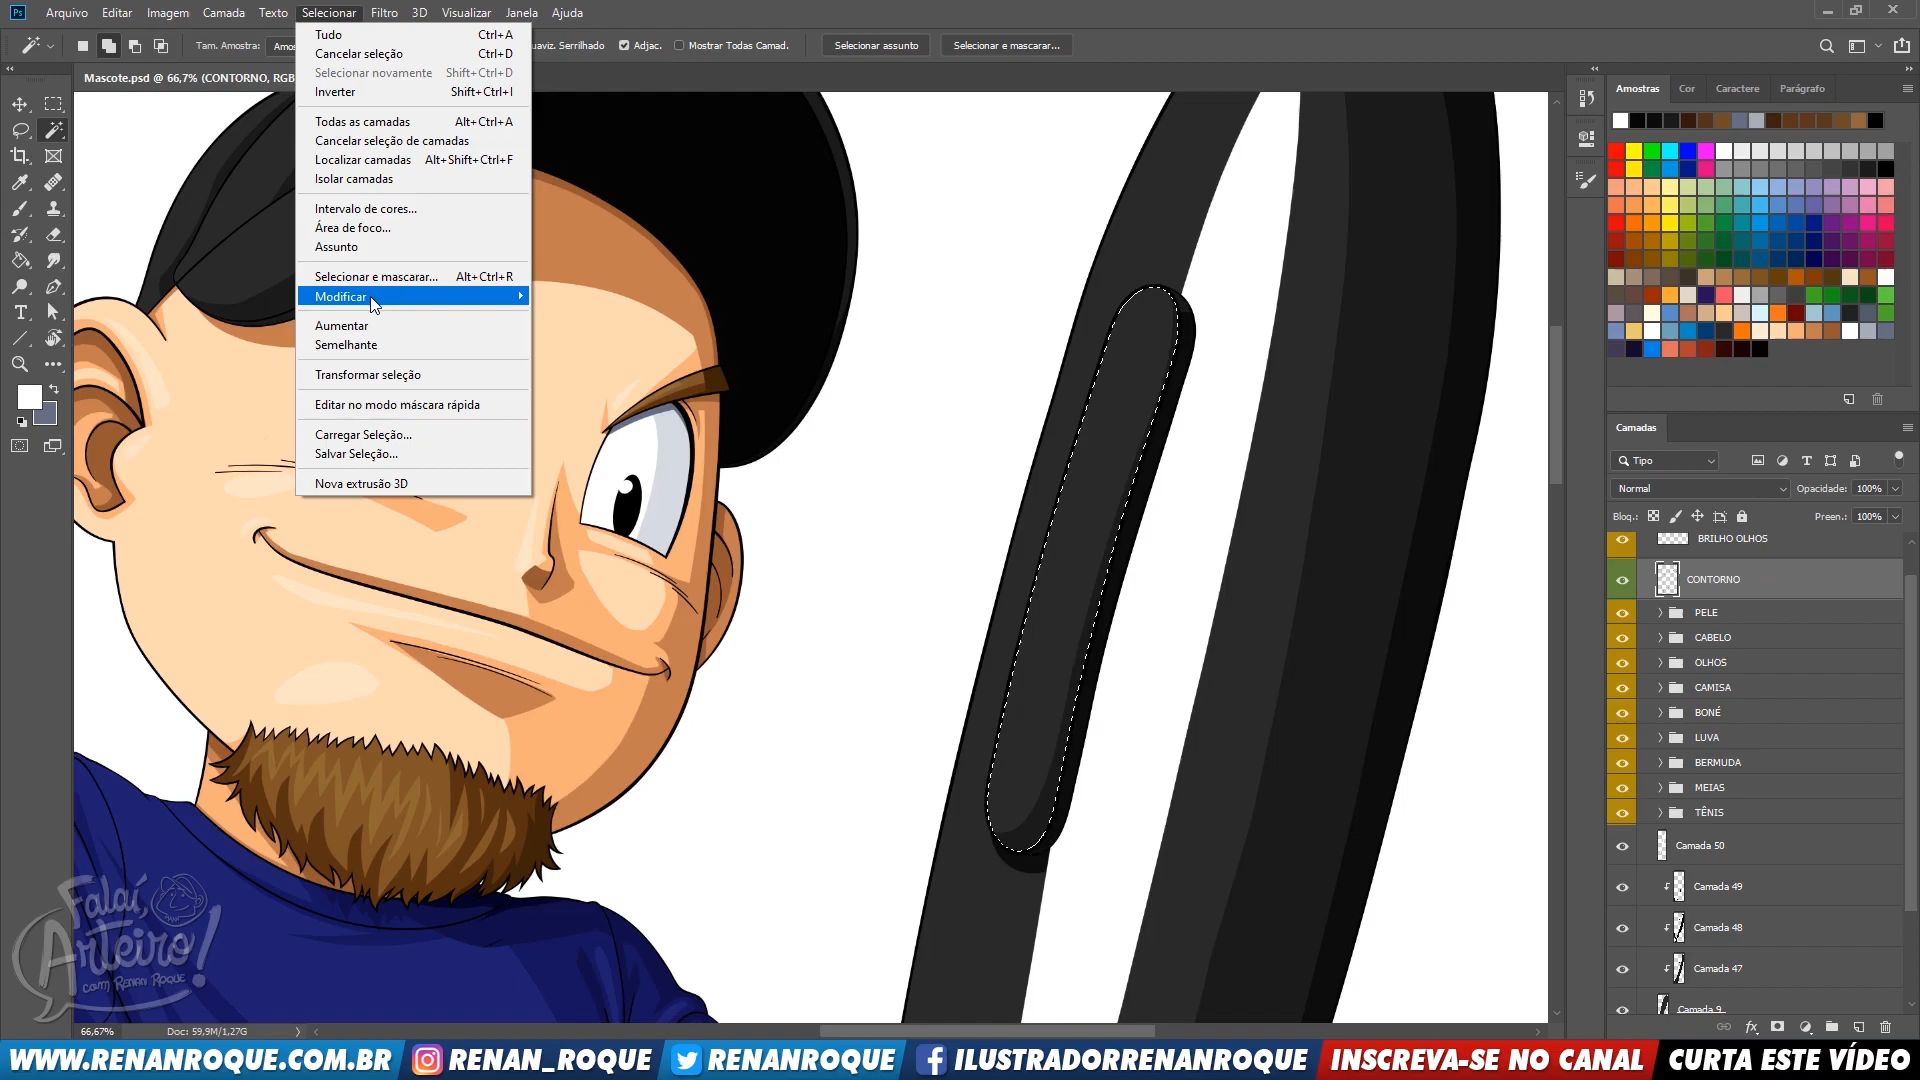 Ps Arquivo Editar Imagem Camada Texto Selecionar Filtro 3D Visualizar Janela Ajuda
Tam. Amostra: Amos
uaviz. Serrilhado Adjac. Mostrar Todas Camad. Selecionar assunto Selecionar e mascarar...
Mascote.psd @ 66,7% (CONTORNO, RGB
Tudo Ctrl+A
Cancelar seleção Ctrl+D
Selecionar novamente Shift+Ctrl+D
Inverter Shift+Ctrl+I
Todas as camadas Alt+Ctrl+A
Cancelar seleção de camadas
Localizar camadas Alt+Shift+Ctrl+F
Isolar camadas
Intervalo de cores...
Área de foco...
Assunto
Selecionar e mascarar... Alt+Ctrl+R
Modificar
Aumentar
Semelhante
Transformar seleção
Editar no modo máscara rápida
Carregar Seleção...
Salvar Seleção...
Nova extrusão 3D
Amostras Cor Caractere Parágrafo
Camadas
Tipo
Normal Opacidade: 100%
Bloq.: Preen.: 100%
BRILHO OLHOS
CONTORNO
PELE
CABELO
OLHOS
CAMISA
BONÉ
LUVA
BERMUDA
MEIAS
TÊNIS
Camada 50
Camada 49
Camada 48
Camada 47
Camada 9
Falaí,
Arteiro!
com Renan Roque
66,67% Doc: 59,9M/1,27G
WWW.RENANROQUE.COM.BR RENAN_ROQUE RENANROQUE ILUSTRADORRENANROQUE INSCREVA-SE NO CANAL CURTA ESTE VÍDEO